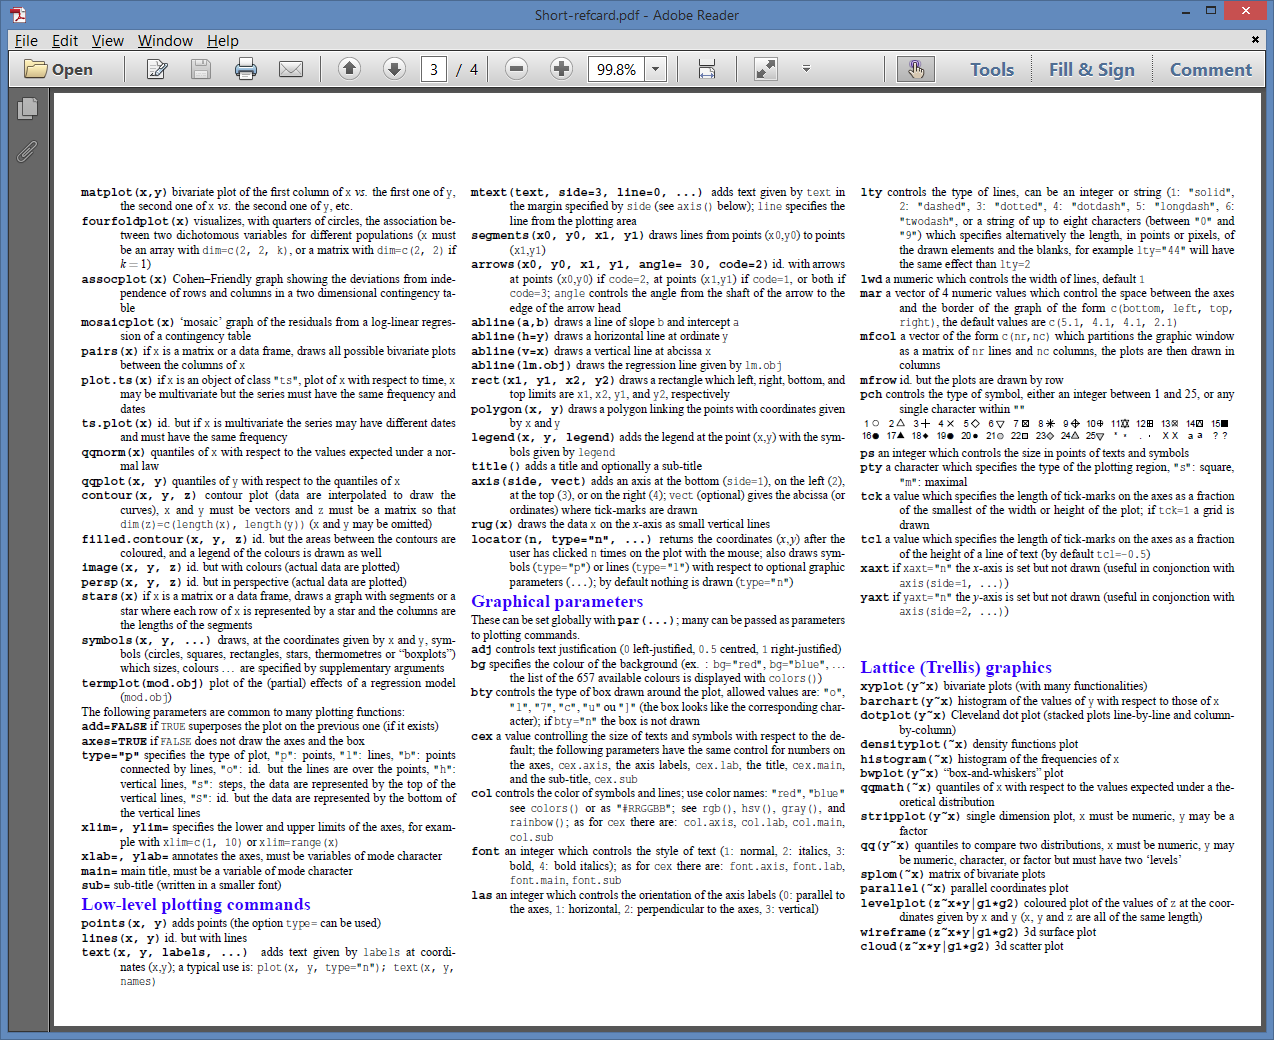 Short-refcard.pdf - Adobe Reader
File Edit View Window Help
Open 3 / 4 99.8% Tools Fill & Sign Comment
matplot(x,y) bivariate plot of the first column of x vs. the first one of y,
the second one of x vs. the second one of y, etc.
fourfoldplot(x) visualizes, with quarters of circles, the association be-
tween two dichotomous variables for different populations (x must
be an array with dim=c(2, 2, k), or a matrix with dim=c(2, 2) if
k = 1)
assocplot(x) Cohen–Friendly graph showing the deviations from inde-
pendence of rows and columns in a two dimensional contingency ta-
ble
mosaicplot(x) ‘mosaic’ graph of the residuals from a log-linear regres-
sion of a contingency table
pairs(x) if x is a matrix or a data frame, draws all possible bivariate plots
between the columns of x
plot.ts(x) if x is an object of class "ts", plot of x with respect to time, x
may be multivariate but the series must have the same frequency and
dates
ts.plot(x) id. but if x is multivariate the series may have different dates
and must have the same frequency
qqnorm(x) quantiles of x with respect to the values expected under a nor-
mal law
qqplot(x, y) quantiles of y with respect to the quantiles of x
contour(x, y, z) contour plot (data are interpolated to draw the
curves), x and y must be vectors and z must be a matrix so that
dim(z)=c(length(x), length(y)) (x and y may be omitted)
filled.contour(x, y, z) id. but the areas between the contours are
coloured, and a legend of the colours is drawn as well
image(x, y, z) id. but with colours (actual data are plotted)
persp(x, y, z) id. but in perspective (actual data are plotted)
stars(x) if x is a matrix or a data frame, draws a graph with segments or a
star where each row of x is represented by a star and the columns are
the lengths of the segments
symbols(x, y, ...) draws, at the coordinates given by x and y, sym-
bols (circles, squares, rectangles, stars, thermometres or “boxplots”)
which sizes, colours ... are specified by supplementary arguments
termplot(mod.obj) plot of the (partial) effects of a regression model
(mod.obj)
The following parameters are common to many plotting functions:
add=FALSE if TRUE superposes the plot on the previous one (if it exists)
axes=TRUE if FALSE does not draw the axes and the box
type="p" specifies the type of plot, "p": points, "l": lines, "b": points
connected by lines, "o": id. but the lines are over the points, "h":
vertical lines, "s": steps, the data are represented by the top of the
vertical lines, "S": id. but the data are represented by the bottom of
the vertical lines
xlim=, ylim= specifies the lower and upper limits of the axes, for exam-
ple with xlim=c(1, 10) or xlim=range(x)
xlab=, ylab= annotates the axes, must be variables of mode character
main= main title, must be a variable of mode character
sub= sub-title (written in a smaller font)
Low-level plotting commands
points(x, y) adds points (the option type= can be used)
lines(x, y) id. but with lines
text(x, y, labels, ...) adds text given by labels at coordi-
nates (x,y); a typical use is: plot(x, y, type="n"); text(x, y,
names)
mtext(text, side=3, line=0, ...) adds text given by text in
the margin specified by side (see axis() below); line specifies the
line from the plotting area
segments(x0, y0, x1, y1) draws lines from points (x0,y0) to points
(x1,y1)
arrows(x0, y0, x1, y1, angle= 30, code=2) id. with arrows
at points (x0,y0) if code=2, at points (x1,y1) if code=1, or both if
code=3; angle controls the angle from the shaft of the arrow to the
edge of the arrow head
abline(a,b) draws a line of slope b and intercept a
abline(h=y) draws a horizontal line at ordinate y
abline(v=x) draws a vertical line at abcissa x
abline(lm.obj) draws the regression line given by lm.obj
rect(x1, y1, x2, y2) draws a rectangle which left, right, bottom, and
top limits are x1, x2, y1, and y2, respectively
polygon(x, y) draws a polygon linking the points with coordinates given
by x and y
legend(x, y, legend) adds the legend at the point (x,y) with the sym-
bols given by legend
title() adds a title and optionally a sub-title
axis(side, vect) adds an axis at the bottom (side=1), on the left (2),
at the top (3), or on the right (4); vect (optional) gives the abcissa (or
ordinates) where tick-marks are drawn
rug(x) draws the data x on the x-axis as small vertical lines
locator(n, type="n", ...) returns the coordinates (x,y) after the
user has clicked n times on the plot with the mouse; also draws sym-
bols (type="p") or lines (type="l") with respect to optional graphic
parameters (...); by default nothing is drawn (type="n")
Graphical parameters
These can be set globally with par(...); many can be passed as parameters
to plotting commands.
adj controls text justification (0 left-justified, 0.5 centred, 1 right-justified)
bg specifies the colour of the background (ex. : bg="red", bg="blue", ...
the list of the 657 available colours is displayed with colors())
bty controls the type of box drawn around the plot, allowed values are: "o",
"l", "7", "c", "u" ou "]" (the box looks like the corresponding char-
acter); if bty="n" the box is not drawn
cex a value controlling the size of texts and symbols with respect to the de-
fault; the following parameters have the same control for numbers on
the axes, cex.axis, the axis labels, cex.lab, the title, cex.main,
and the sub-title, cex.sub
col controls the color of symbols and lines; use color names: "red", "blue"
see colors() or as "#RRGGBB"; see rgb(), hsv(), gray(), and
rainbow(); as for cex there are: col.axis, col.lab, col.main,
col.sub
font an integer which controls the style of text (1: normal, 2: italics, 3:
bold, 4: bold italics); as for cex there are: font.axis, font.lab,
font.main, font.sub
las an integer which controls the orientation of the axis labels (0: parallel to
the axes, 1: horizontal, 2: perpendicular to the axes, 3: vertical)
lty controls the type of lines, can be an integer or string (1: "solid",
2: "dashed", 3: "dotted", 4: "dotdash", 5: "longdash", 6:
"twodash", or a string of up to eight characters (between "0" and
"9") which specifies alternatively the length, in points or pixels, of
the drawn elements and the blanks, for example lty="44" will have
the same effect than lty=2
lwd a numeric which controls the width of lines, default 1
mar a vector of 4 numeric values which control the space between the axes
and the border of the graph of the form c(bottom, left, top,
right), the default values are c(5.1, 4.1, 4.1, 2.1)
mfcol a vector of the form c(nr,nc) which partitions the graphic window
as a matrix of nr lines and nc columns, the plots are then drawn in
columns
mfrow id. but the plots are drawn by row
pch controls the type of symbol, either an integer between 1 and 25, or any
single character within ""
1 2 3 4 5 6 7 8 9 10 11 12 13 14 15
16 17 18 19 20 21 22 23 24 25 * * . . X X a a ? ?
ps an integer which controls the size in points of texts and symbols
pty a character which specifies the type of the plotting region, "s": square,
"m": maximal
tck a value which specifies the length of tick-marks on the axes as a fraction
of the smallest of the width or height of the plot; if tck=1 a grid is
drawn
tcl a value which specifies the length of tick-marks on the axes as a fraction
of the height of a line of text (by default tcl=-0.5)
xaxt if xaxt="n" the x-axis is set but not drawn (useful in conjunction with
axis(side=1, ...))
yaxt if yaxt="n" the y-axis is set but not drawn (useful in conjunction with
axis(side=2, ...))
Lattice (Trellis) graphics
xyplot(y~x) bivariate plots (with many functionalities)
barchart(y~x) histogram of the values of y with respect to those of x
dotplot(y~x) Cleveland dot plot (stacked plots line-by-line and column-
by-column)
densityplot(~x) density functions plot
histogram(~x) histogram of the frequencies of x
bwplot(y~x) “box-and-whiskers” plot
qqmath(~x) quantiles of x with respect to the values expected under a the-
oretical distribution
stripplot(y~x) single dimension plot, x must be numeric, y may be a
factor
qq(y~x) quantiles to compare two distributions, x must be numeric, y may
be numeric, character, or factor but must have two ‘levels’
splom(~x) matrix of bivariate plots
parallel(~x) parallel coordinates plot
levelplot(z~x*y|g1*g2) coloured plot of the values of z at the coor-
dinates given by x and y (x, y and z are all of the same length)
wireframe(z~x*y|g1*g2) 3d surface plot
cloud(z~x*y|g1*g2) 3d scatter plot